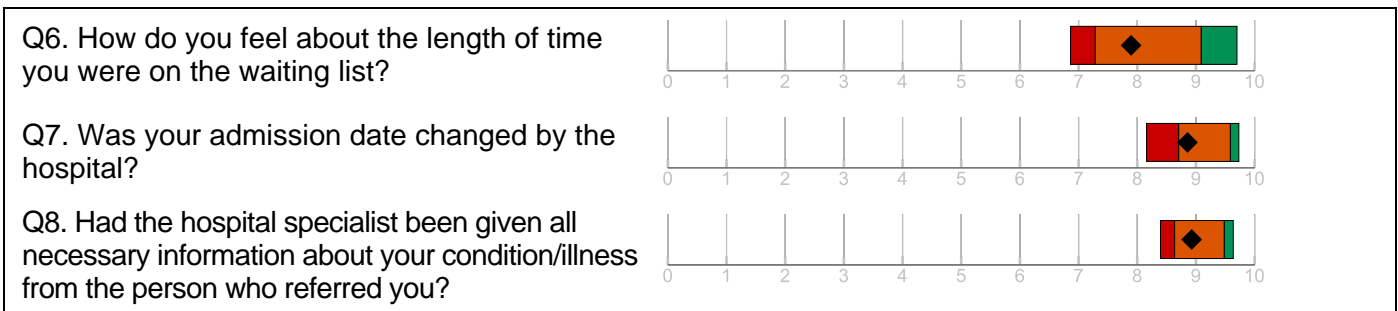 Q6. How do you feel about the length of time
you were on the waiting list?
0 1 2 3 4 5 6 7 8 9 10
Q7. Was your admission date changed by the
hospital?
0 1 2 3 4 5 6 7 8 9 10
Q8. Had the hospital specialist been given all
necessary information about your condition/illness
from the person who referred you?
0 1 2 3 4 5 6 7 8 9 10